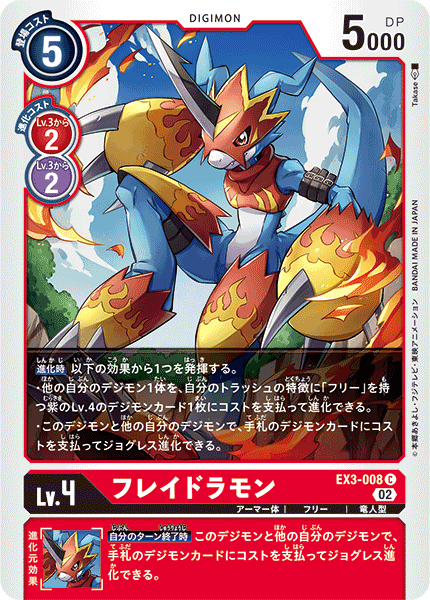 登場コスト
5
DIGIMON
DP
5000
進化コスト
Lv.3から
2
Lv.3から
2
Takase
©本郷あきよし・フジテレビ・東映アニメーション BANDAI MADE IN JAPAN
進化時 以下の効果から1つを発揮する。
・他の自分のデジモン1体を、自分のトラッシュの特徴に「フリー」を持
つ紫のLv.4のデジモンカード1枚にコストを支払って進化できる。
・このデジモンと他の自分のデジモンで、手札のデジモンカードにコス
トを支払ってジョグレス進化できる。
EX3-008 C
02
Lv.4
フレイドラモン
アーマー体 | フリー | 竜人型
進化元効果
自分のターン終了時 このデジモンと他の自分のデジモンで、
手札のデジモンカードにコストを支払ってジョグレス進
化できる。